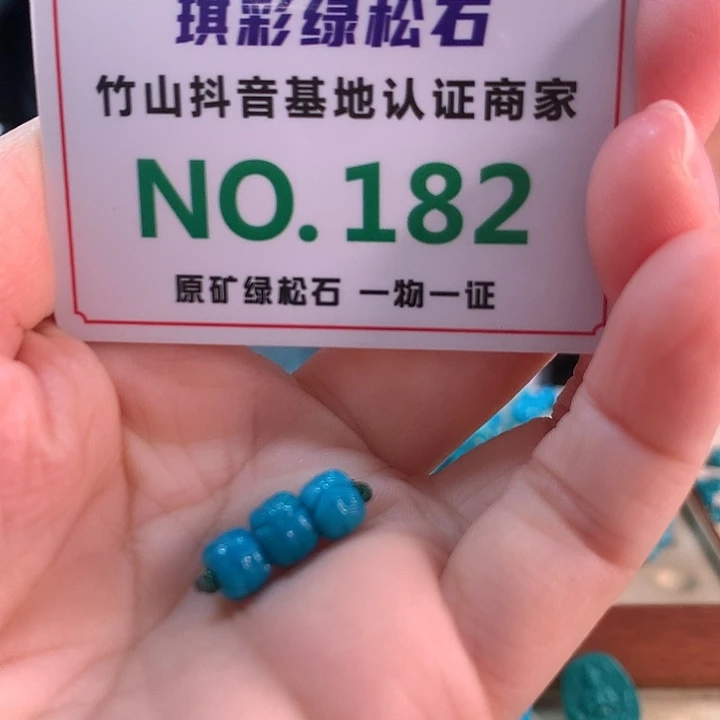 琪彩绿松石
竹山抖音基地认证商家
NO.182
原矿绿松石 一物一证